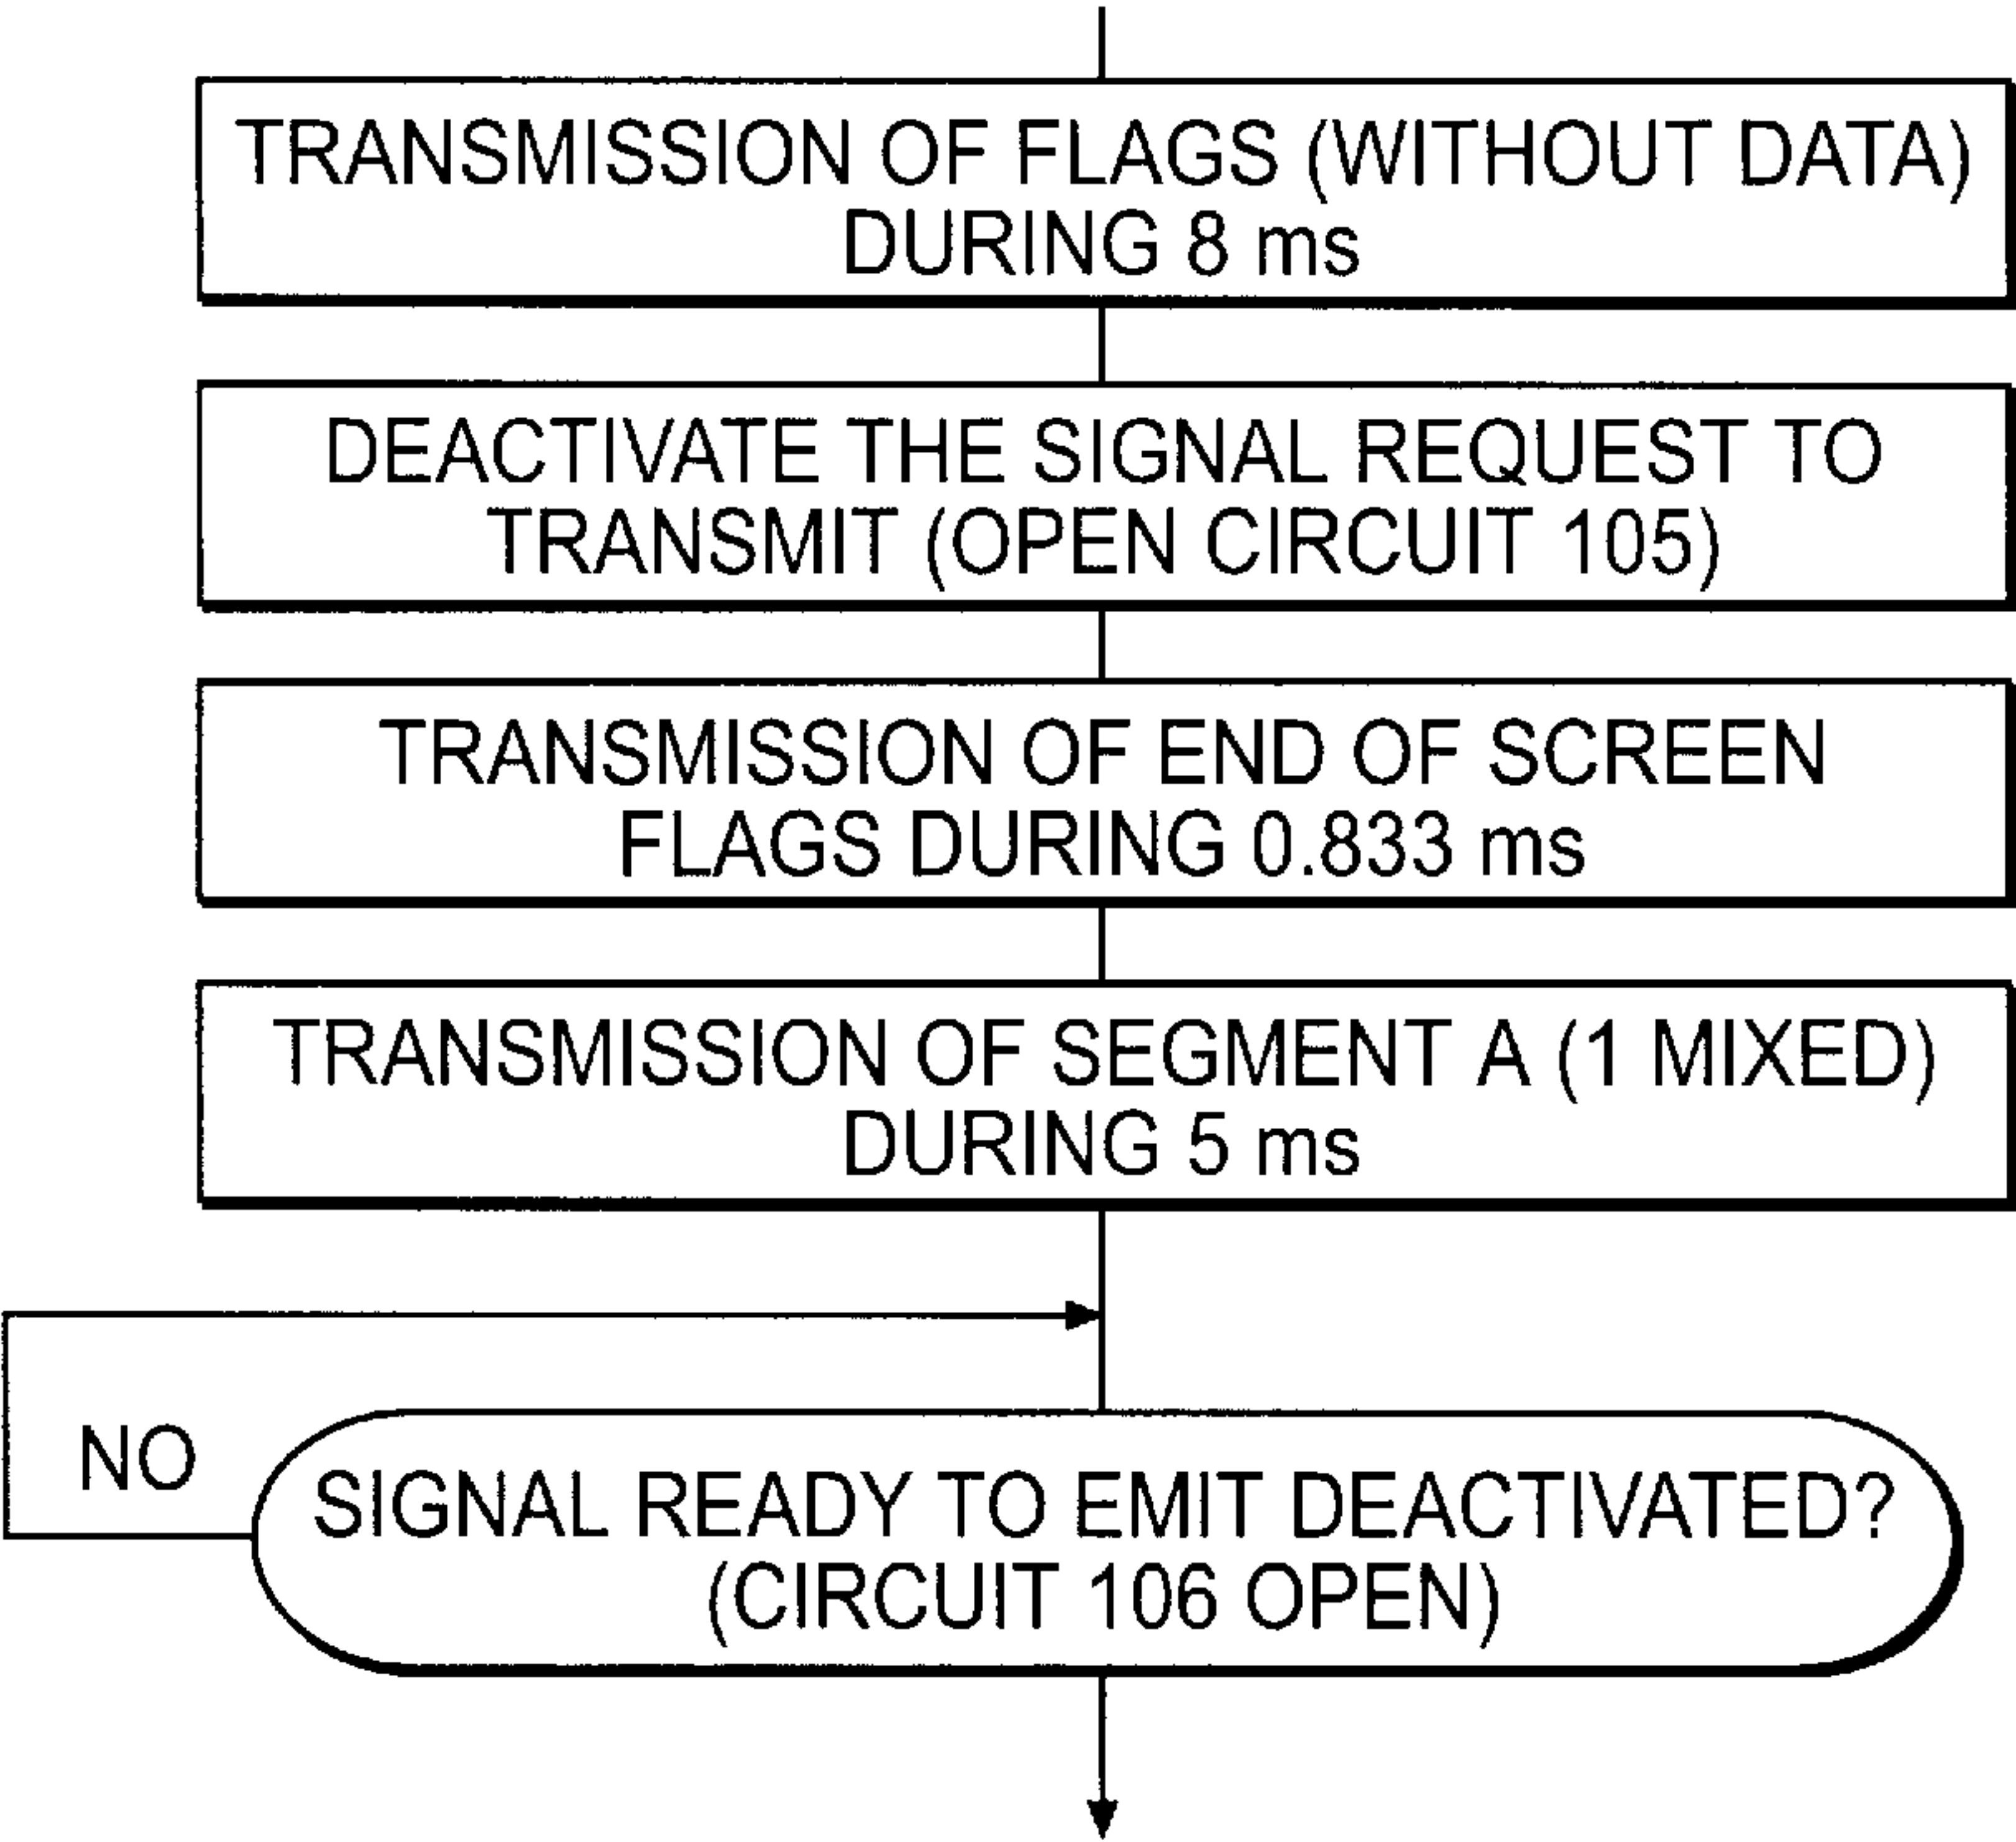 TRANSMISSION OF FLAGS (WITHOUT DATA)
DURING 8 ms
DEACTIVATE THE SIGNAL REQUEST TO
TRANSMIT (OPEN CIRCUIT 105)
TRANSMISSION OF END OF SCREEN
FLAGS DURING 0.833 ms
TRANSMISSION OF SEGMENT A (1 MIXED)
DURING 5 ms
NO
SIGNAL READY TO EMIT DEACTIVATED?
(CIRCUIT 106 OPEN)